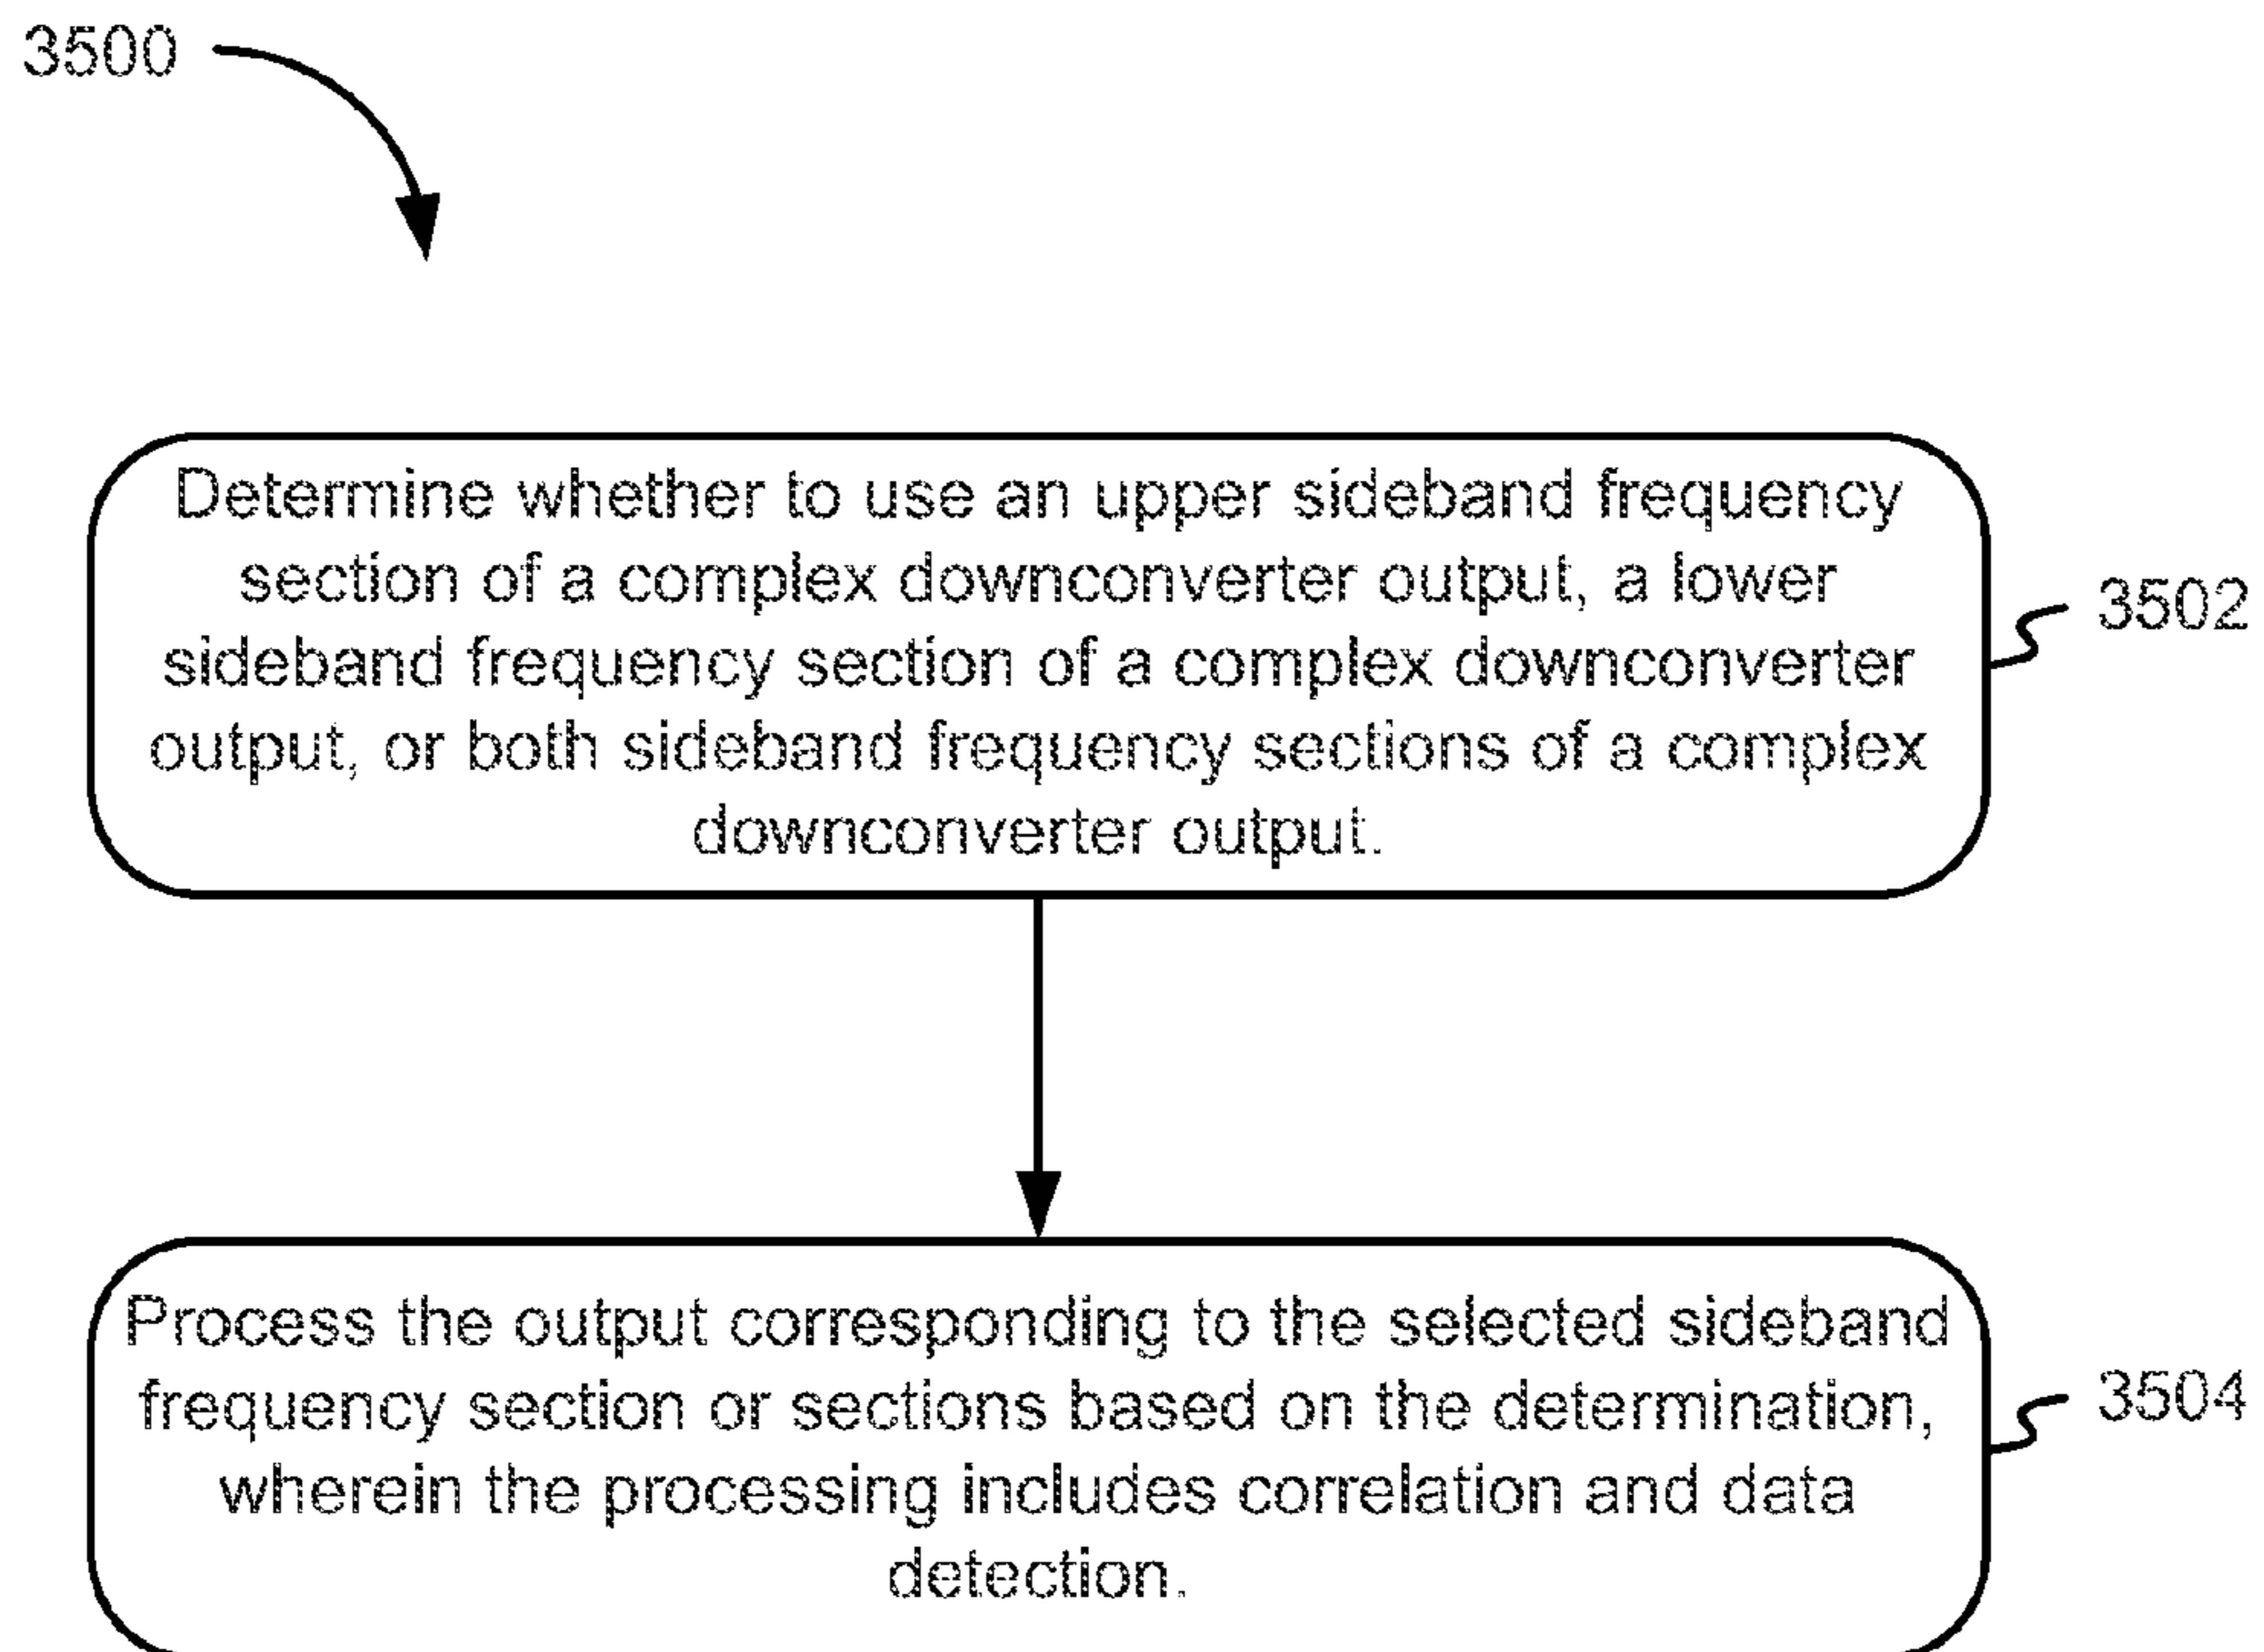 3500
Determine whether to use an upper sideband frequency
section of a complex downconverter output, a lower
sideband frequency section of a complex downconverter
output, or both sideband frequency sections of a complex
downconverter output.
3502
Process the output corresponding to the selected sideband
frequency section or sections based on the determination,
wherein the processing includes correlation and data
detection.
3504